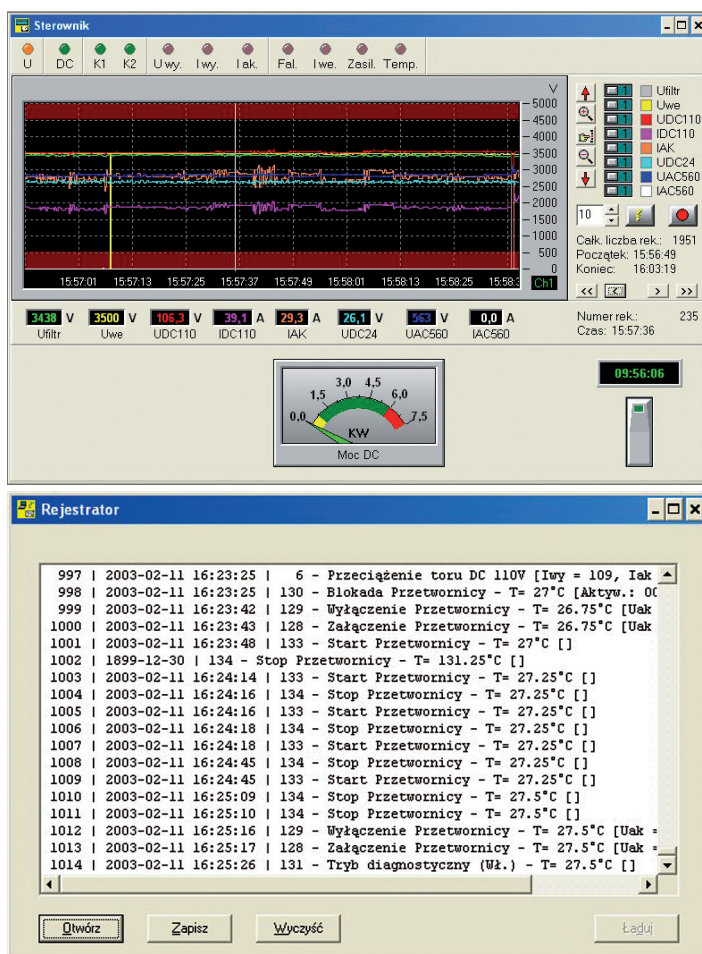 Sterownik
U DC K1 K2 U wy. I wy. I ak. Fal. I we. Zasil. Temp.
V
5000
4500
4000
3500
3000
2500
2000
1500
1000
500
0
15:57:01 15:57:13 15:57:25 15:57:37 15:57:49 15:58:01 15:58:13 15:58:25 15:58:3 Ch1
1 Ufiltr
1 Uwe
1 UDC110
1 IDC110
1 IAK
1 UDC24
1 UAC560
1 IAC560
10
Całk. liczba rek.: 1951
Początek: 15:56:49
Koniec: 16:03:19
<< < > >>
Numer rek.: 235
Czas: 15:57:36
3438 V 3500 V 106,3 V 39,1 A 29,3 A 26,1 V 563 V 0,0 A
Ufiltr Uwe UDC110 IDC110 IAK UDC24 UAC560 IAC560
0,0 1,5 3,0 4,5 6,0 7,5
KW
Moc DC
09:56:06
Rejestrator
997 | 2003-02-11 16:23:25 | 6 - Przeciążenie toru DC 110V [Iwy = 109, Iak
998 | 2003-02-11 16:23:25 | 130 - Blokada Przetwornicy - T= 27°C [Aktyw.: 00
999 | 2003-02-11 16:23:42 | 129 - Wyłączenie Przetwornicy - T= 26.75°C [Uak
1000 | 2003-02-11 16:23:43 | 128 - Załączenie Przetwornicy - T= 26.75°C [Uak
1001 | 2003-02-11 16:23:48 | 133 - Start Przetwornicy - T= 27°C []
1002 | 1899-12-30 | 134 - Stop Przetwornicy - T= 131.25°C []
1003 | 2003-02-11 16:24:14 | 133 - Start Przetwornicy - T= 27.25°C []
1004 | 2003-02-11 16:24:16 | 134 - Stop Przetwornicy - T= 27.25°C []
1005 | 2003-02-11 16:24:16 | 133 - Start Przetwornicy - T= 27.25°C []
1006 | 2003-02-11 16:24:18 | 134 - Stop Przetwornicy - T= 27.25°C []
1007 | 2003-02-11 16:24:18 | 133 - Start Przetwornicy - T= 27.25°C []
1008 | 2003-02-11 16:24:45 | 134 - Stop Przetwornicy - T= 27.25°C []
1009 | 2003-02-11 16:24:45 | 133 - Start Przetwornicy - T= 27.25°C []
1010 | 2003-02-11 16:25:09 | 134 - Stop Przetwornicy - T= 27.5°C []
1011 | 2003-02-11 16:25:10 | 134 - Stop Przetwornicy - T= 27.5°C []
1012 | 2003-02-11 16:25:16 | 129 - Wyłączenie Przetwornicy - T= 27.5°C [Uak =
1013 | 2003-02-11 16:25:17 | 128 - Załączenie Przetwornicy - T= 27.5°C [Uak =
1014 | 2003-02-11 16:25:26 | 131 - Tryb diagnostyczny (Wł.) - T= 27.5°C []
Otwórz Zapisz Wyczyść Ładuj